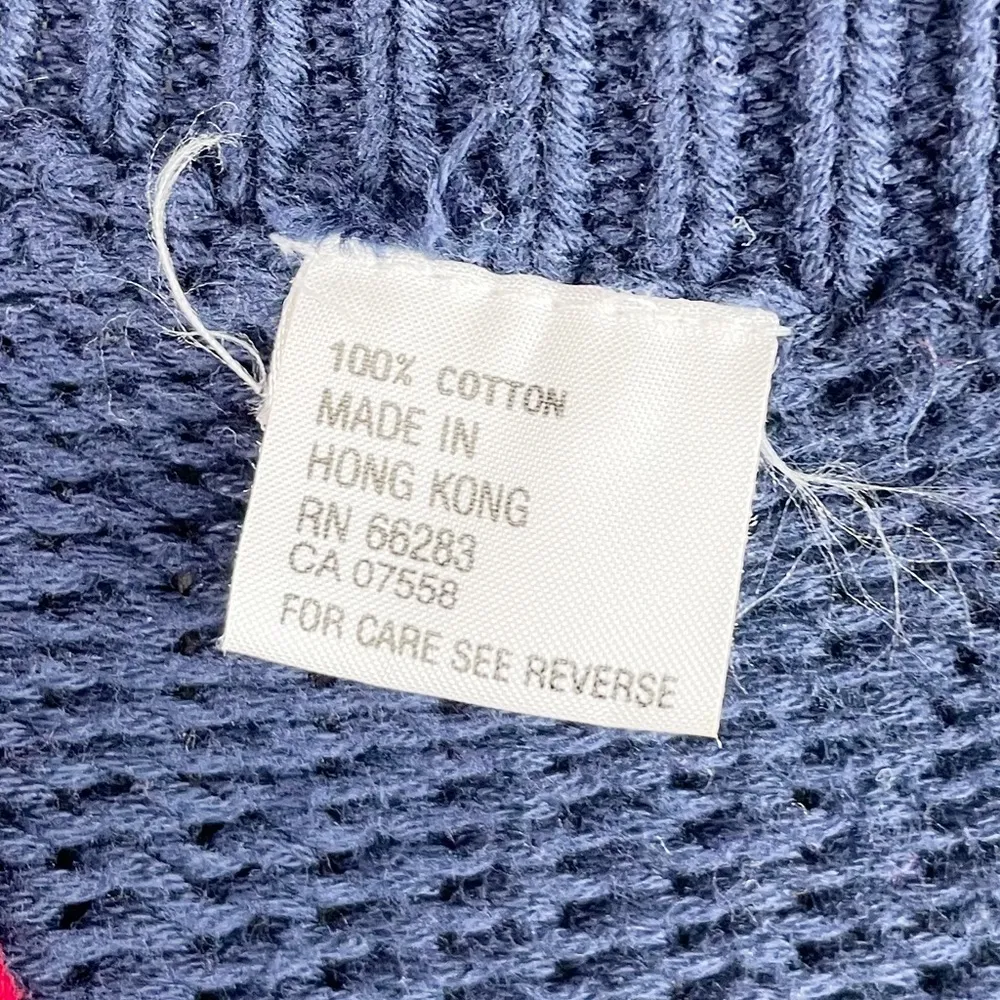 100% COTTON
MADE IN
HONG KONG
RN 66283
CA 07558
FOR CARE SEE REVERSE